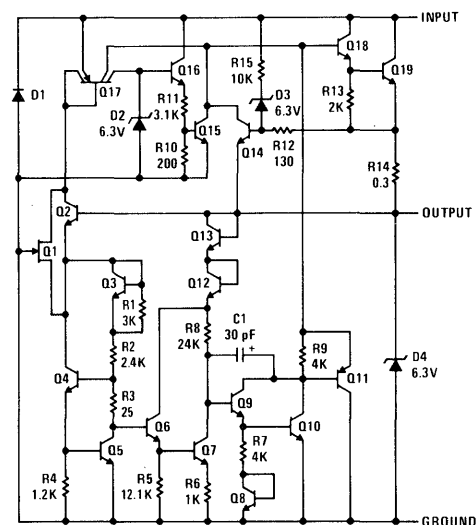 INPUT
Q18
R15
10K
Q16
Q19
Q17
D1
R11
3.1K
D2
6.3V
D3
6.3V
R13
2K
Q15
R10
200
Q14
R12
130
R14
0.3
Q2
OUTPUT
Q1
Q13
Q3
Q12
R1
3K
C1
30 pF
+
R8
24K
R2
2.4K
R9
4K
D4
6.3V
Q4
Q11
R3
25
Q9
Q6
Q10
Q5
Q7
R7
4K
R4
1.2K
R5
12.1K
R6
1K
Q8
GROUND